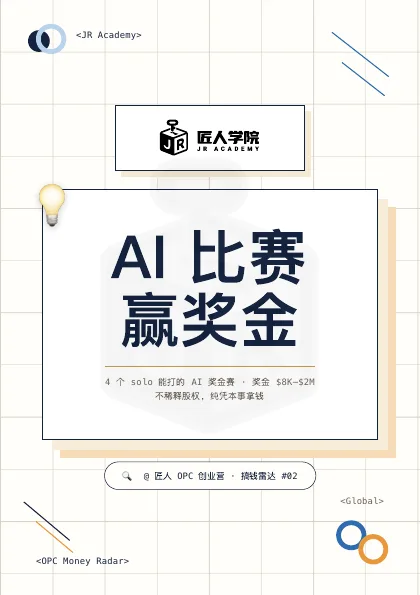 <JR Academy>
JR
匠人学院
JR ACADEMY
AI 比赛
赢奖金
4 个 solo 能打的 AI 奖金赛 · 奖金 $8K–$2M
不稀释股权，纯凭本事拿钱
@ 匠人 OPC 创业营 · 搞钱雷达 #02
<Global>
<OPC Money Radar>